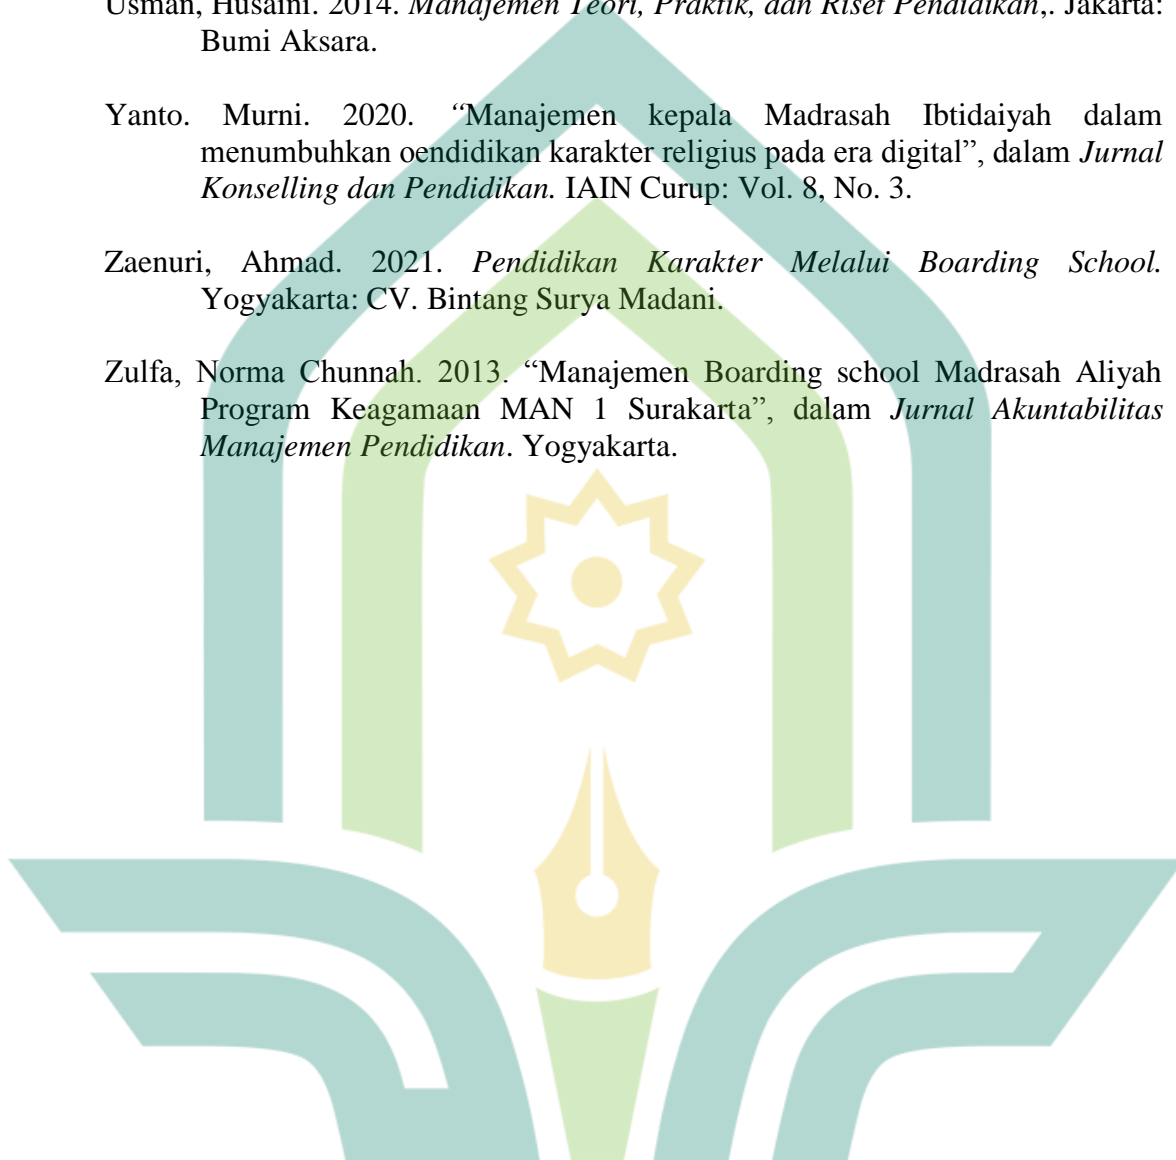 Usman, Husaini. 2014. Manajemen Teori, Praktik, dan Riset Pendidikan,. Jakarta:
Bumi Aksara.
Yanto. Murni. 2020. “Manajemen kepala Madrasah Ibtidaiyah dalam
menumbuhkan oendidikan karakter religius pada era digital”, dalam Jurnal
Konselling dan Pendidikan. IAIN Curup: Vol. 8, No. 3.
Zaenuri, Ahmad. 2021. Pendidikan Karakter Melalui Boarding School.
Yogyakarta: CV. Bintang Surya Madani.
Zulfa, Norma Chunnah. 2013. “Manajemen Boarding school Madrasah Aliyah
Program Keagamaan MAN 1 Surakarta”, dalam Jurnal Akuntabilitas
Manajemen Pendidikan. Yogyakarta.